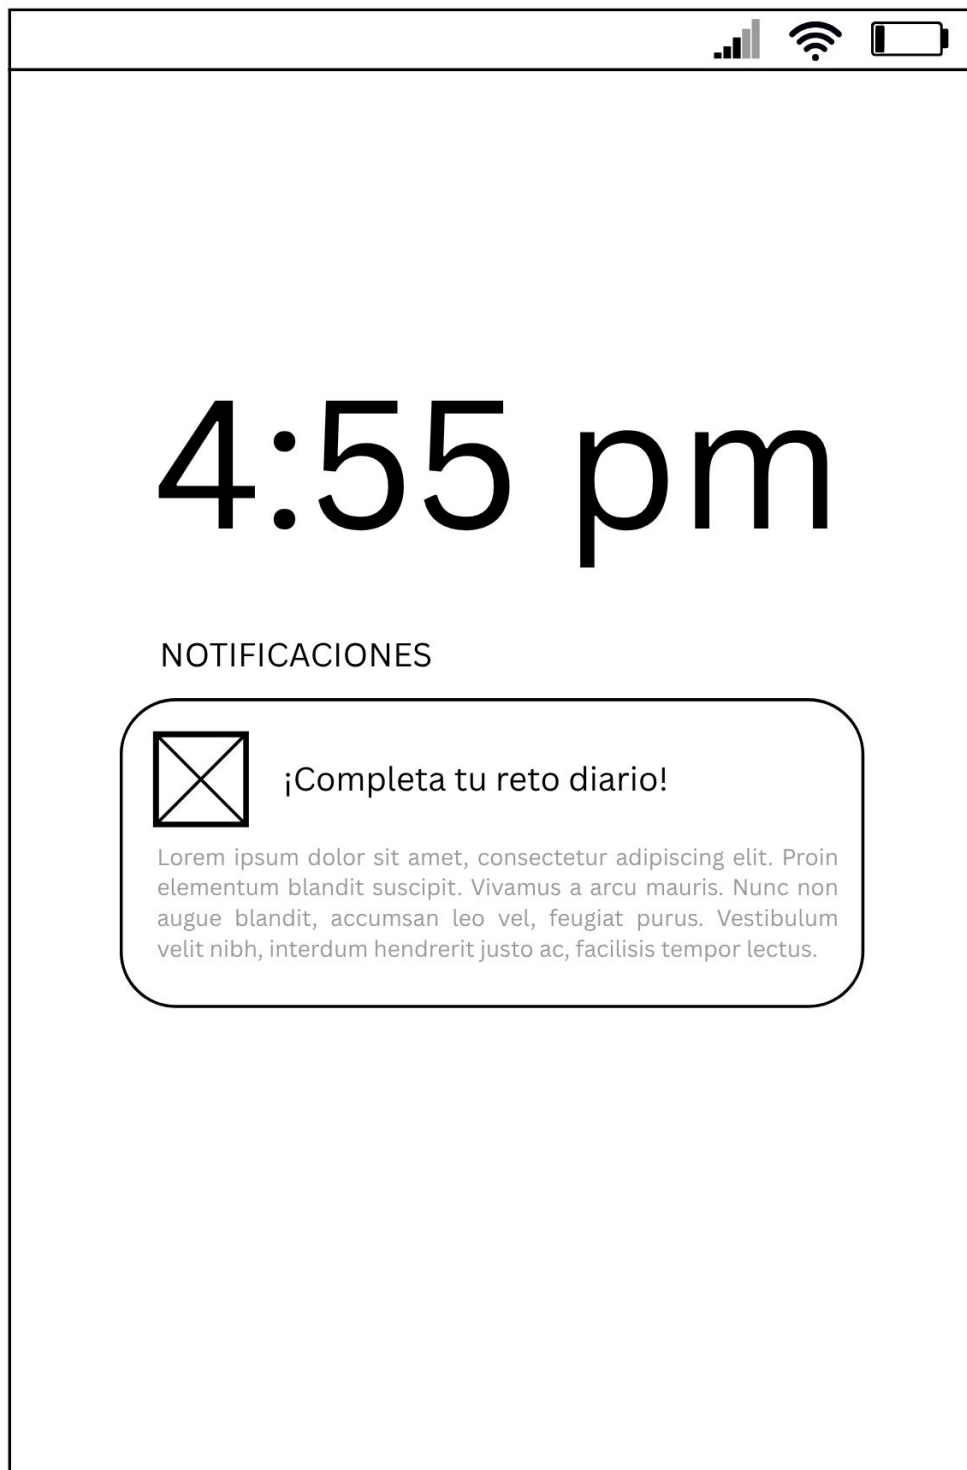 4:55 pm
NOTIFICACIONES
¡Completa tu reto diario!
Lorem ipsum dolor sit amet, consectetur adipiscing elit. Proin
elementum blandit suscipit. Vivamus a arcu mauris. Nunc non
augue blandit, accumsan leo vel, feugiat purus. Vestibulum
velit nibh, interdum hendrerit justo ac, facilisis tempor lectus.